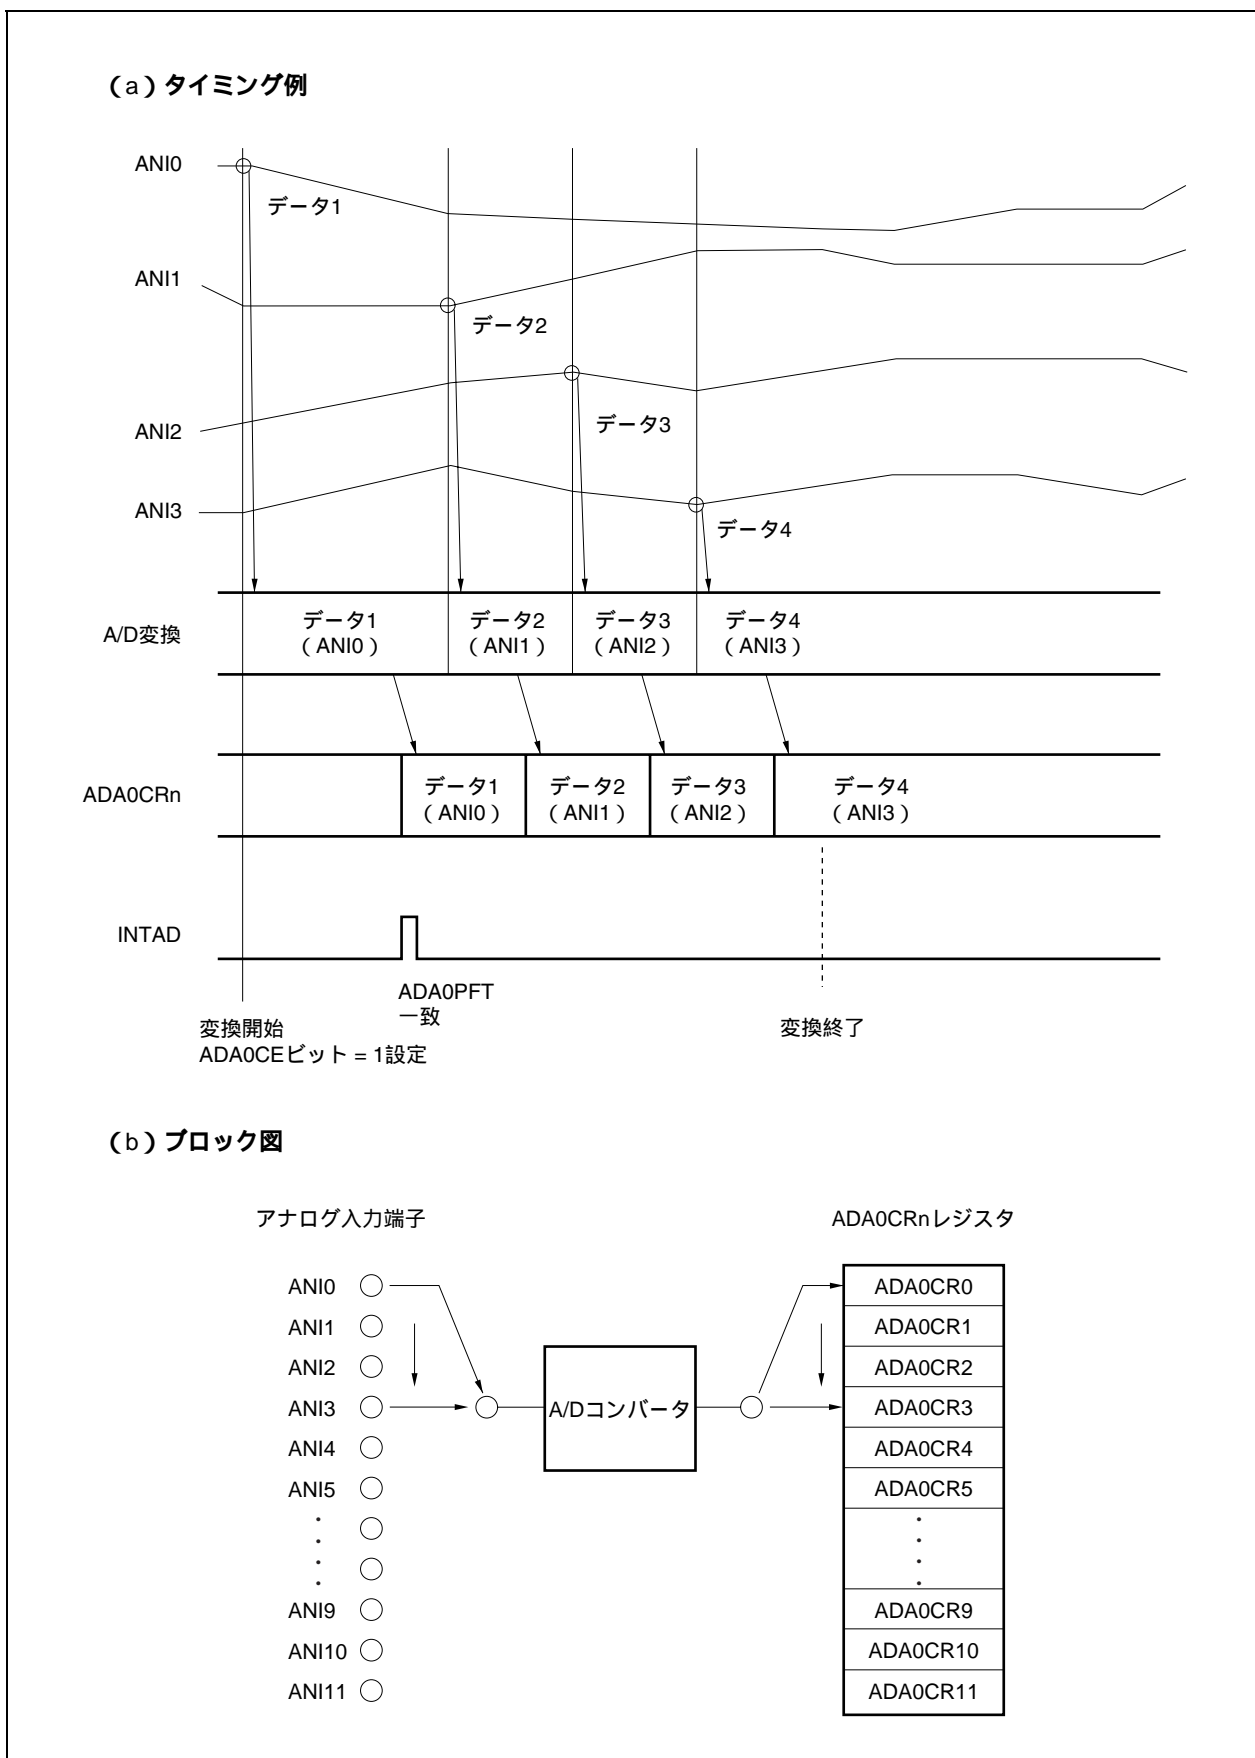 (a)タイミング例
ANI0
データ1
ANI1
データ2
ANI2
データ3
ANI3
データ4
A/D変換
データ1
(ANI0)
データ2
(ANI1)
データ3
(ANI2)
データ4
(ANI3)
ADA0CRn
データ1
(ANI0)
データ2
(ANI1)
データ3
(ANI2)
データ4
(ANI3)
INTAD
ADA0PFT
一致
変換開始
ADA0CEビット = 1設定
変換終了
(b)ブロック図
アナログ入力端子
ADA0CRnレジスタ
ANI0
ANI1
ANI2
ANI3
ANI4
ANI5
ANI9
ANI10
ANI11
A/Dコンバータ
ADA0CR0
ADA0CR1
ADA0CR2
ADA0CR3
ADA0CR4
ADA0CR5
ADA0CR9
ADA0CR10
ADA0CR11